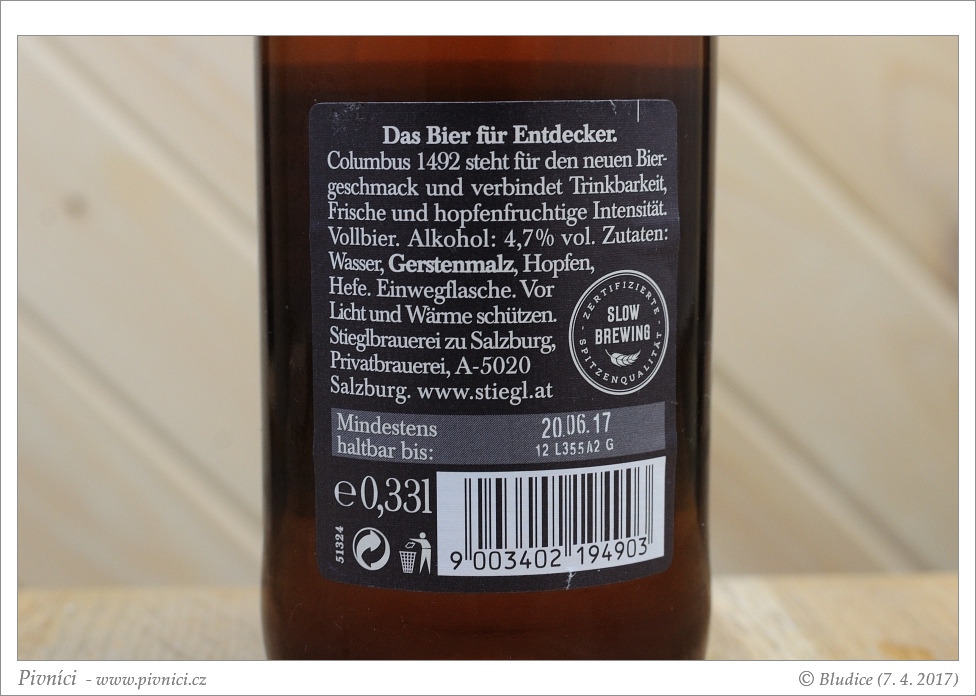 Das Bier für Entdecker.
Columbus 1492 steht für den neuen Bier-
geschmack und verbindet Trinkbarkeit,
Frische und hopfenfruchtige Intensität.
Vollbier. Alkohol: 4,7% vol. Zutaten:
Wasser, Gerstenmalz, Hopfen,
Hefe. Einwegflasche. Vor
Licht und Wärme schützen.
Stieglbrauerei zu Salzburg,
Privatbrauerei, A-5020
Salzburg. www.stiegl.at
· ZERTIFIZIERTE ·
SLOW
BREWING
SPITZENQUALITÄT
Mindestens
haltbar bis:
20.06.17
12 L355A2 G
℮0,33l
51324
9 003402 194903
Pivníci - www.pivnici.cz
© Bludice (7. 4. 2017)